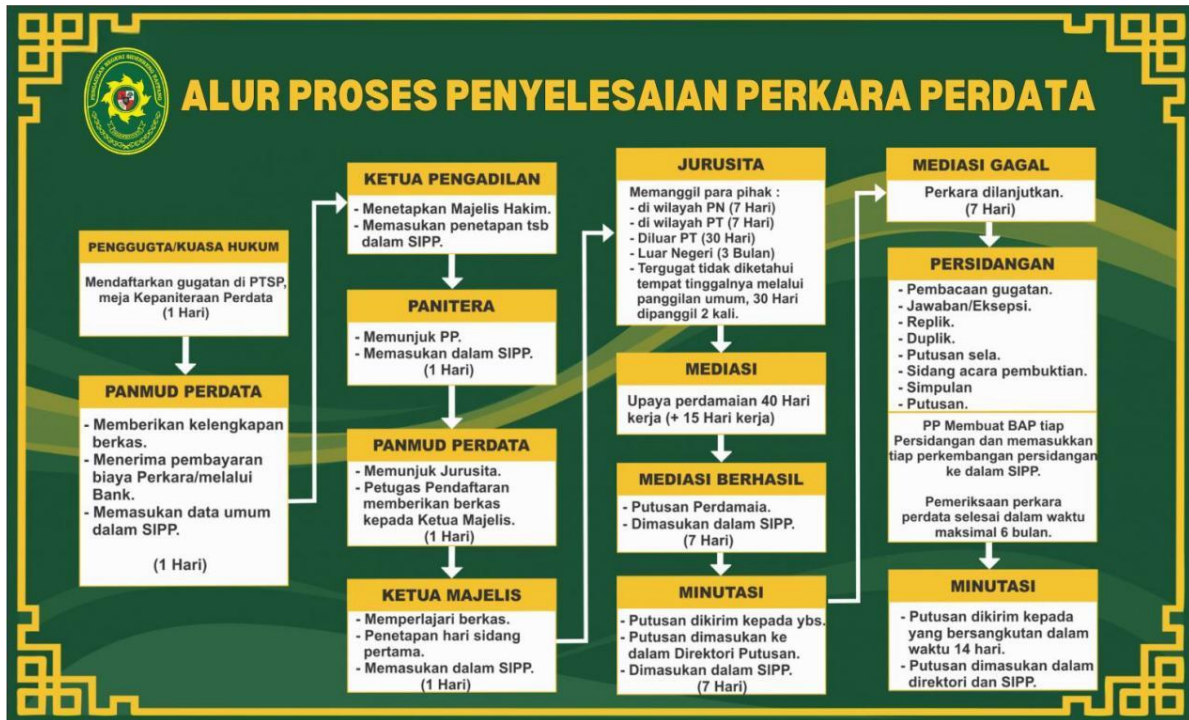 ALUR PROSES PENYELESAIAN PERKARA PERDATA
PENGGUGTA/KUASA HUKUM
Mendaftarkan gugatan di PTSP,
meja Kepaniteraan Perdata
(1 Hari)
PANMUD PERDATA
- Memberikan kelengkapan
berkas.
- Menerima pembayaran
biaya Perkara/melalui
Bank.
- Memasukan data umum
dalam SIPP.
(1 Hari)
KETUA PENGADILAN
- Menetapkan Majelis Hakim.
- Memasukan penetapan tsb
dalam SIPP.
PANITERA
- Memunjuk PP.
- Memasukan dalam SIPP.
(1 Hari)
PANMUD PERDATA
- Memunjuk Jurusita.
- Petugas Pendaftaran
memberikan berkas
kepada Ketua Majelis.
(1 Hari)
KETUA MAJELIS
- Memperlajari berkas.
- Penetapan hari sidang
pertama.
- Memasukan dalam SIPP.
(1 Hari)
JURUSITA
Memanggil para pihak :
- di wilayah PN (7 Hari)
- di wilayah PT (7 Hari)
- Diluar PT (30 Hari)
- Luar Negeri (3 Bulan)
- Tergugat tidak diketahui
tempat tinggalnya melalui
panggilan umum, 30 Hari
dipanggil 2 kali.
MEDIASI
Upaya perdamaian 40 Hari
kerja (+ 15 Hari kerja)
MEDIASI BERHASIL
- Putusan Perdamaia.
- Dimasukan dalam SIPP.
(7 Hari)
MINUTASI
- Putusan dikirim kepada ybs.
- Putusan dimasukan ke
dalam Direktori Putusan.
- Dimasukan dalam SIPP.
(7 Hari)
MEDIASI GAGAL
Perkara dilanjutkan.
(7 Hari)
PERSIDANGAN
- Pembacaan gugatan.
- Jawaban/Eksepsi.
- Replik.
- Duplik.
- Putusan sela.
- Sidang acara pembuktian.
- Simpulan
- Putusan.
PP Membuat BAP tiap
Persidangan dan memasukkan
tiap perkembangan persidangan
ke dalam SIPP.
Pemeriksaan perkara
perdata selesai dalam waktu
maksimal 6 bulan.
MINUTASI
- Putusan dikirim kepada
yang bersangkutan dalam
waktu 14 hari.
- Putusan dimasukan dalam
direktori dan SIPP.